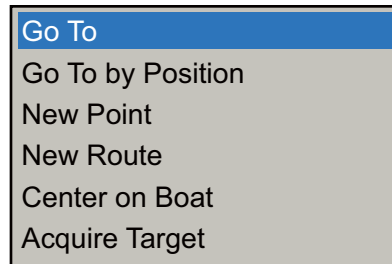 Go To
Go To by Position
New Point
New Route
Center on Boat
Acquire Target